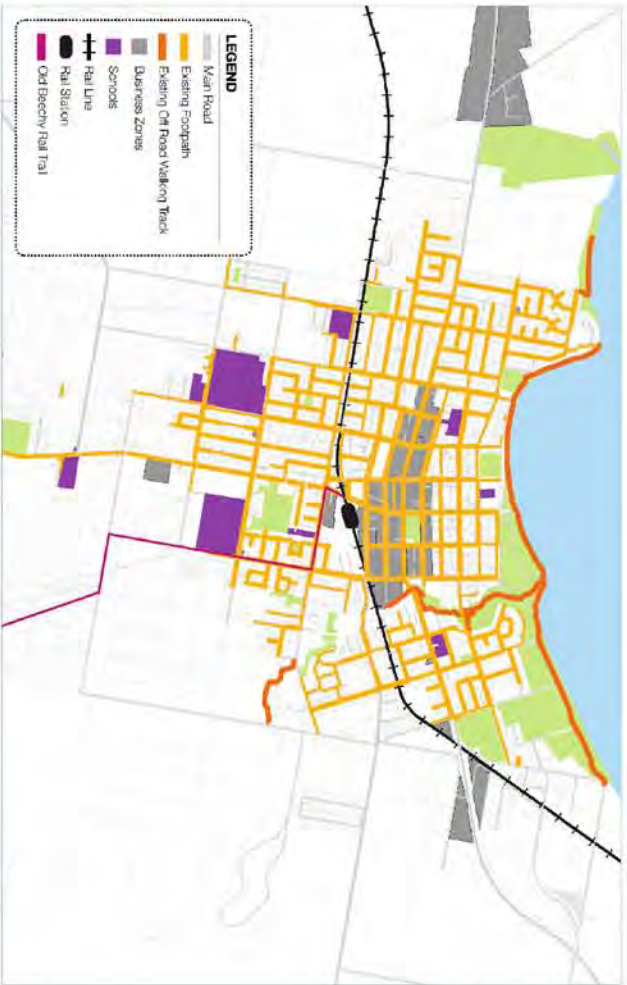 LEGEND
Main Road
Existing Footpath
Existing Off Road Walking Track
Business Zones
Schools
Rail Line
Rail Station
Old Beechy Rail Trail